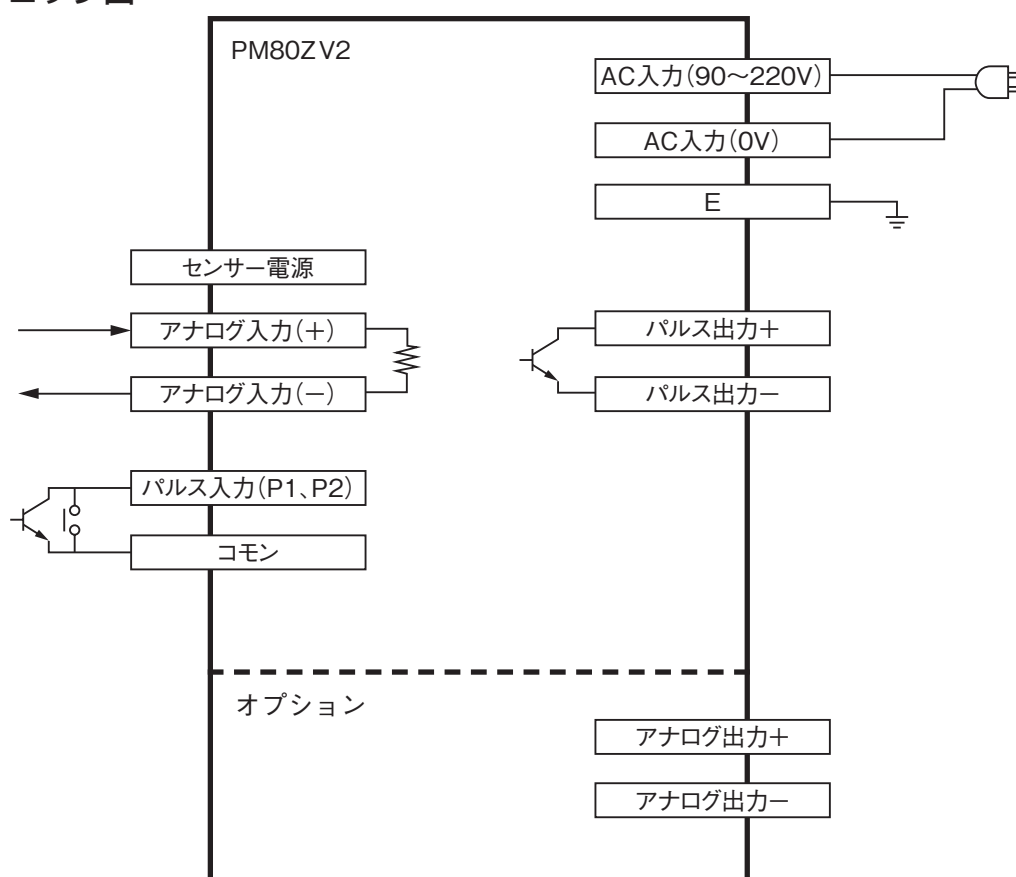 PM80ZV2
AC入力(90〜220V)
AC入力(0V)
E
センサー電源
アナログ入力(+)
アナログ入力(−)
パルス出力+
パルス出力−
パルス入力(P1、P2)
コモン
オプション
アナログ出力+
アナログ出力−